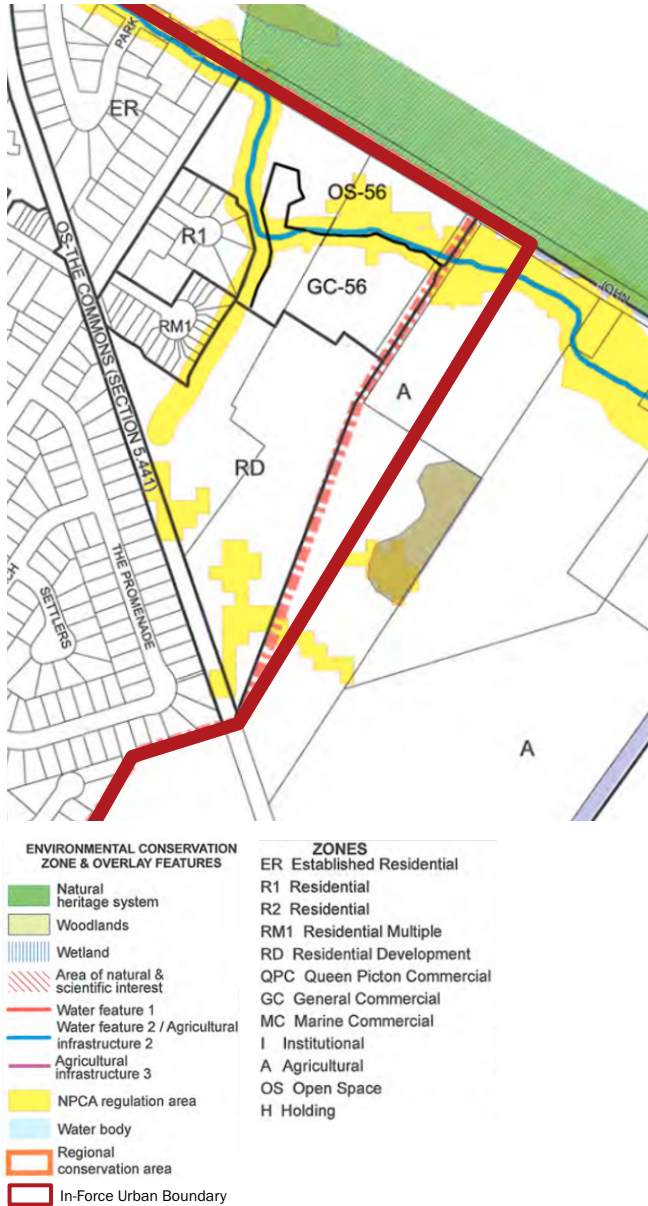 PARK
ER
OS-56
R1
GC-56
JOHN
RM1
OS-THE COMMONS (SECTION 5.441)
A
RD
THE PROMENADE
SETTLERS
A
ENVIRONMENTAL CONSERVATION
ZONE & OVERLAY FEATURES
Natural
heritage system
Woodlands
Wetland
Area of natural &
scientific interest
Water feature 1
Water feature 2 / Agricultural
infrastructure 2
Agricultural
infrastructure 3
NPCA regulation area
Water body
Regional
conservation area
In-Force Urban Boundary
ZONES
ER Established Residential
R1 Residential
R2 Residential
RM1 Residential Multiple
RD Residential Development
QPC Queen Picton Commercial
GC General Commercial
MC Marine Commercial
I Institutional
A Agricultural
OS Open Space
H Holding